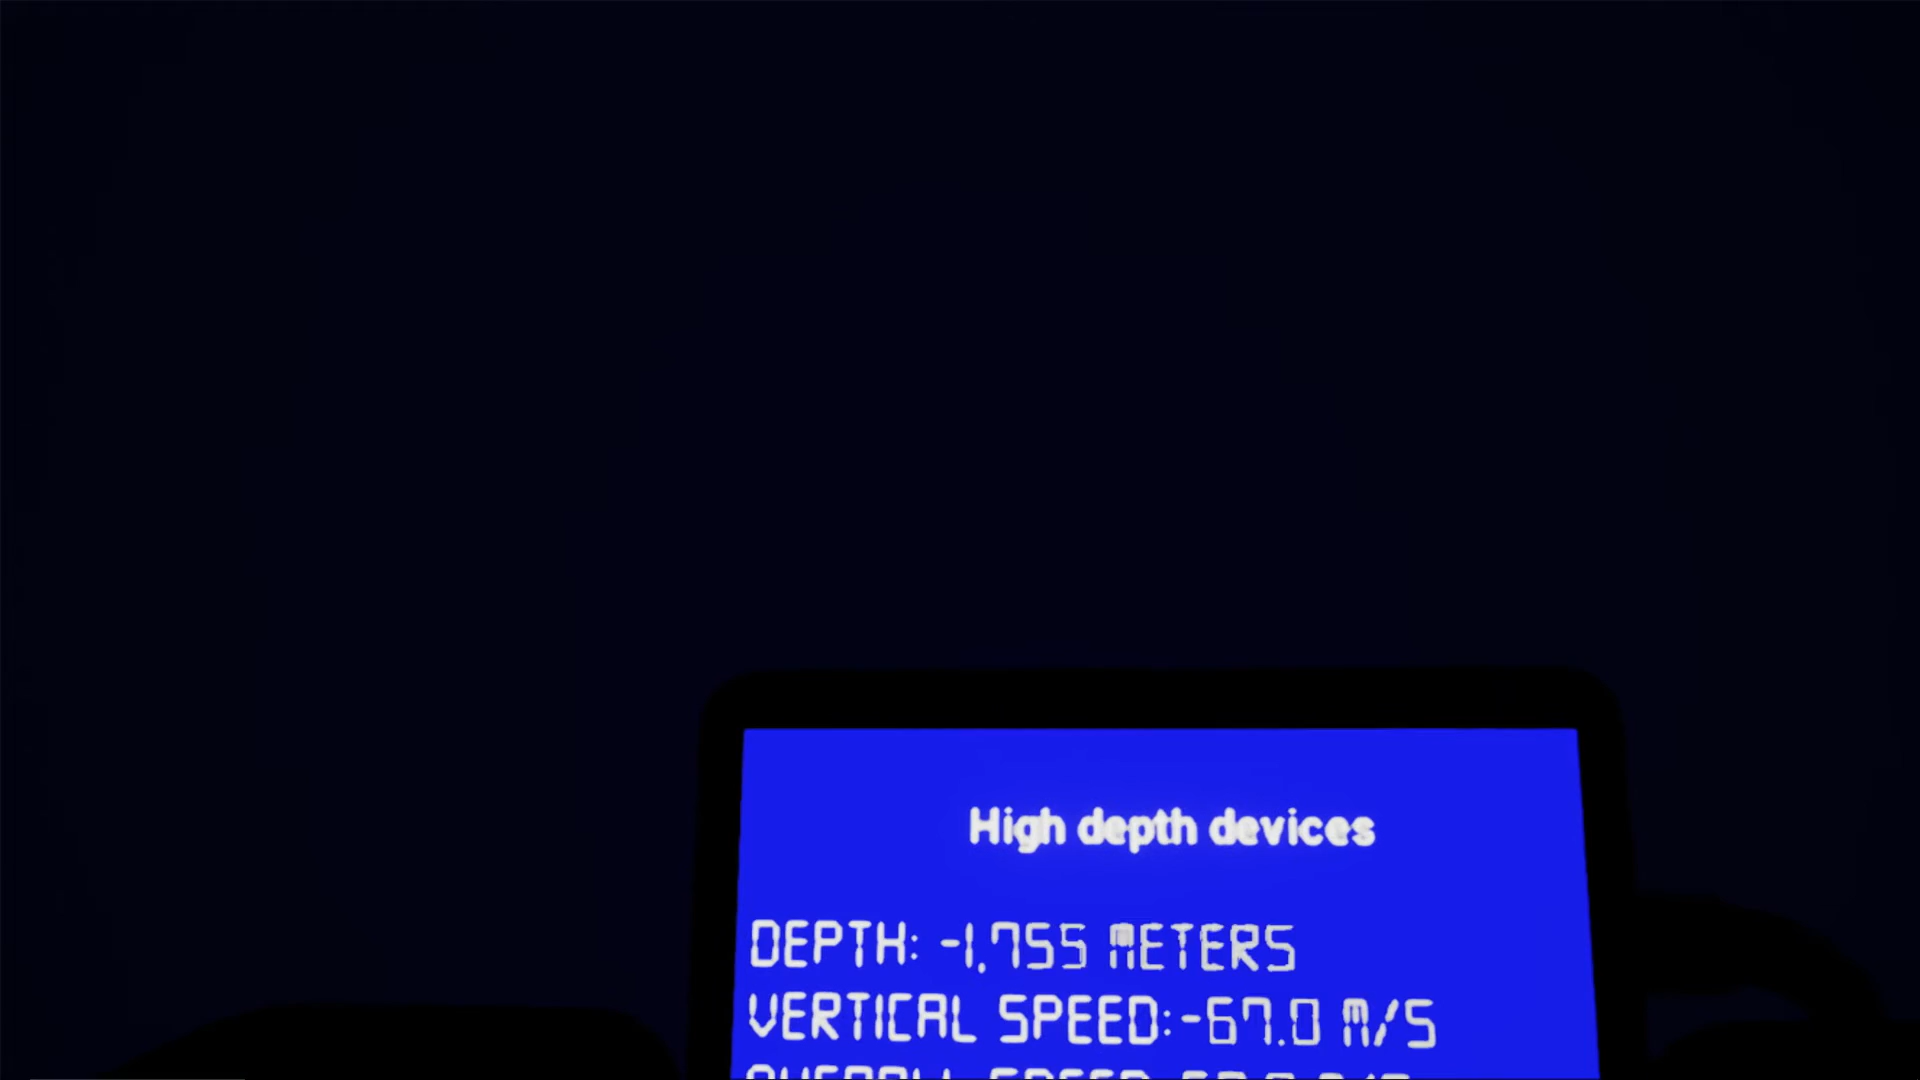 High depth devices
DEPTH: -1,755 METERS
VERTICAL SPEED:-67.0 M/S